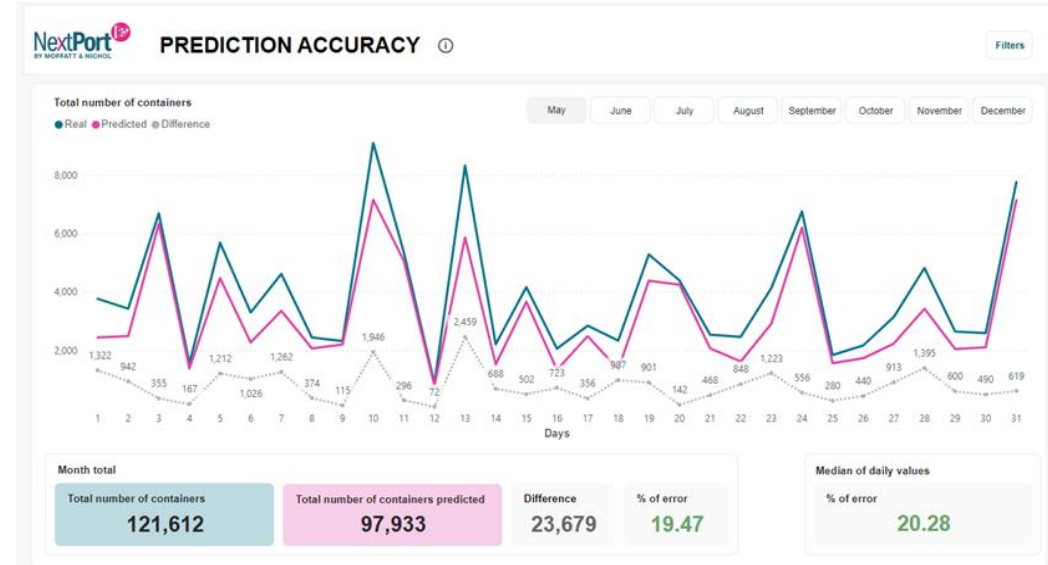 NextPort
BY MOFFATT & NICHOL
PREDICTION ACCURACY
Filters
Total number of containers
Real Predicted Difference
May June July August September October November December
8,000
6,000
4,000
2,000
1,322 942 355 167 1,212 1,026 1,262 374 115 1,946 296 72 2,459 688 502 723 356 987 901 142 468 848 1,223 556 280 440 913 1,395 600 490 619
1 2 3 4 5 6 7 8 9 10 11 12 13 14 15 16 17 18 19 20 21 22 23 24 25 26 27 28 29 30 31
Days
Month total
Total number of containers
121,612
Total number of containers predicted
97,933
Difference
23,679
% of error
19.47
Median of daily values
% of error
20.28